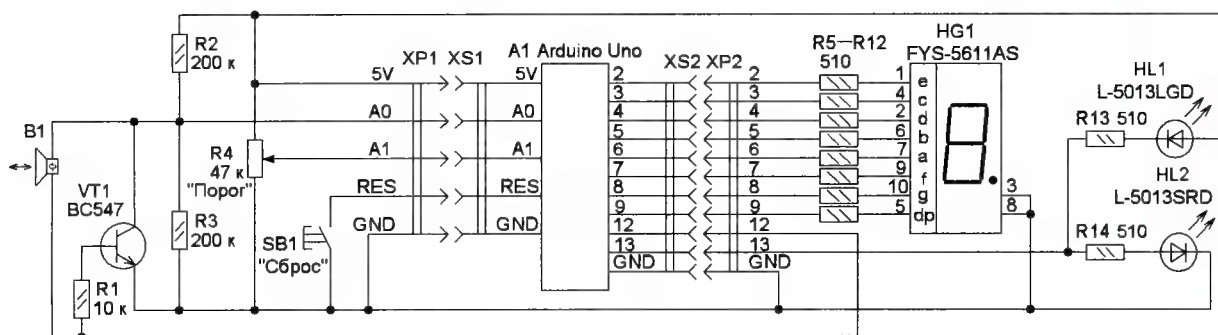 R2
200 к
B1
VT1
BC547
R1
10 к
R3
200 к
R4
47 к
"Порог"
SB1
"Сброс"
XP1 XS1
5V 5V
A0 A0
A1 A1
RES RES
GND GND
A1 Arduino Uno
2
3
4
5
6
7
8
9
12
13
GND
XS2 XP2
2
3
4
5
6
7
8
9
12
13
GND
R5—R12
510
HG1
FYS-5611AS
1 e
4 c
2 d
6 b
7 a
9 f
10 g
5 dp
3
8
HL1
L-5013LGD
R13 510
HL2
L-5013SRD
R14 510